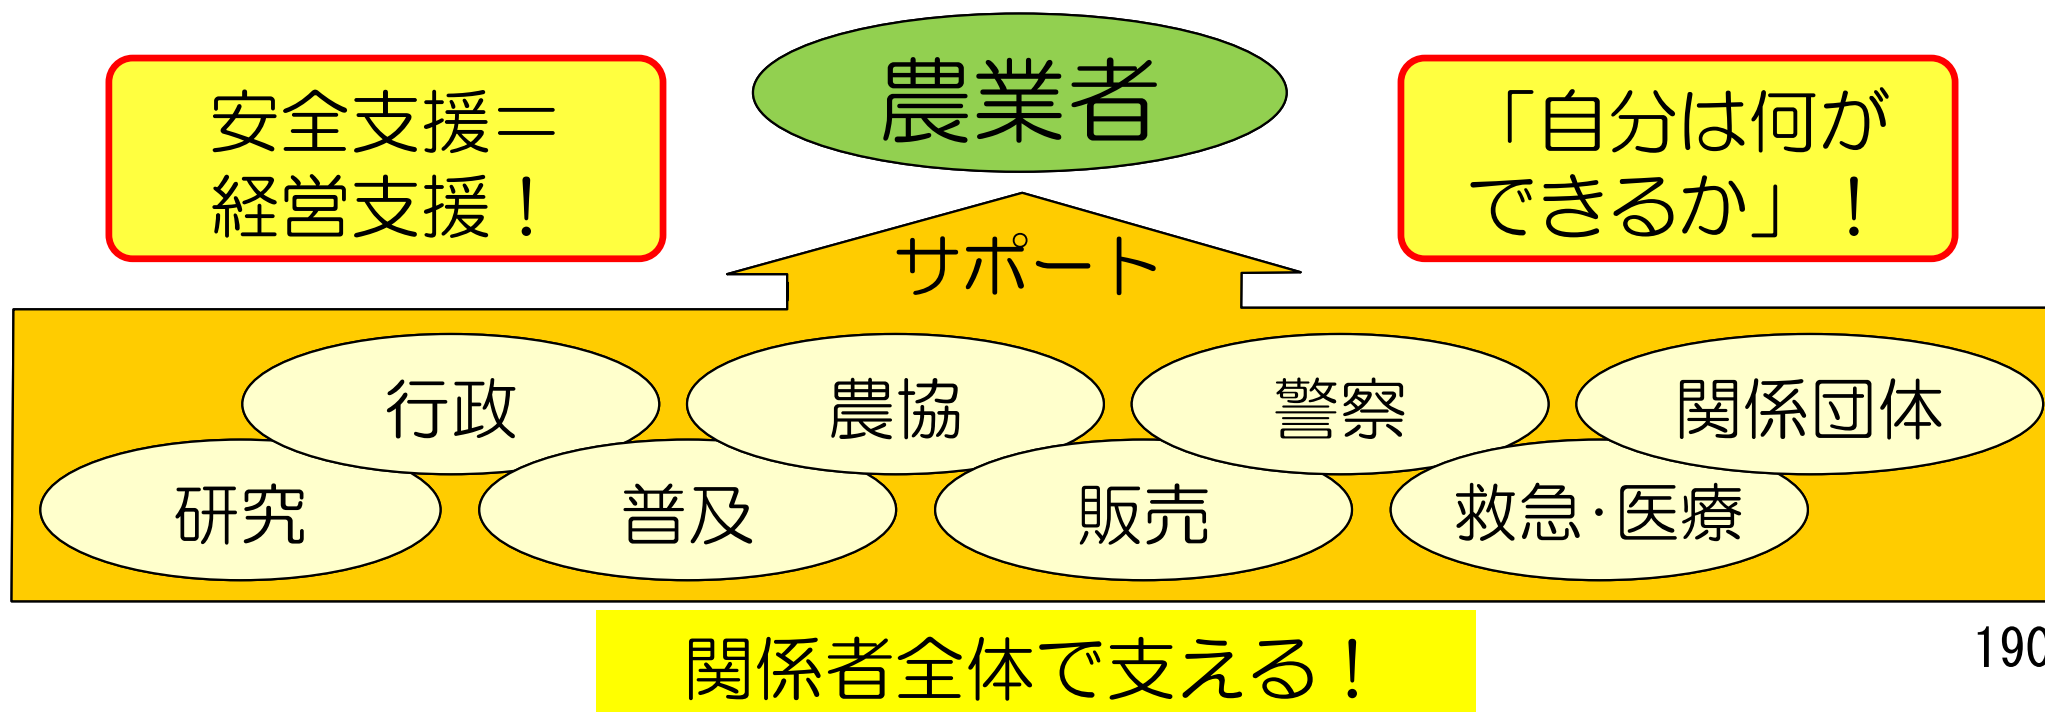 農業者
安全支援＝
経営支援！
「自分は何が
できるか」！
サポート
行政
農協
警察
関係団体
研究
普及
販売
救急・医療
関係者全体で支える！
190